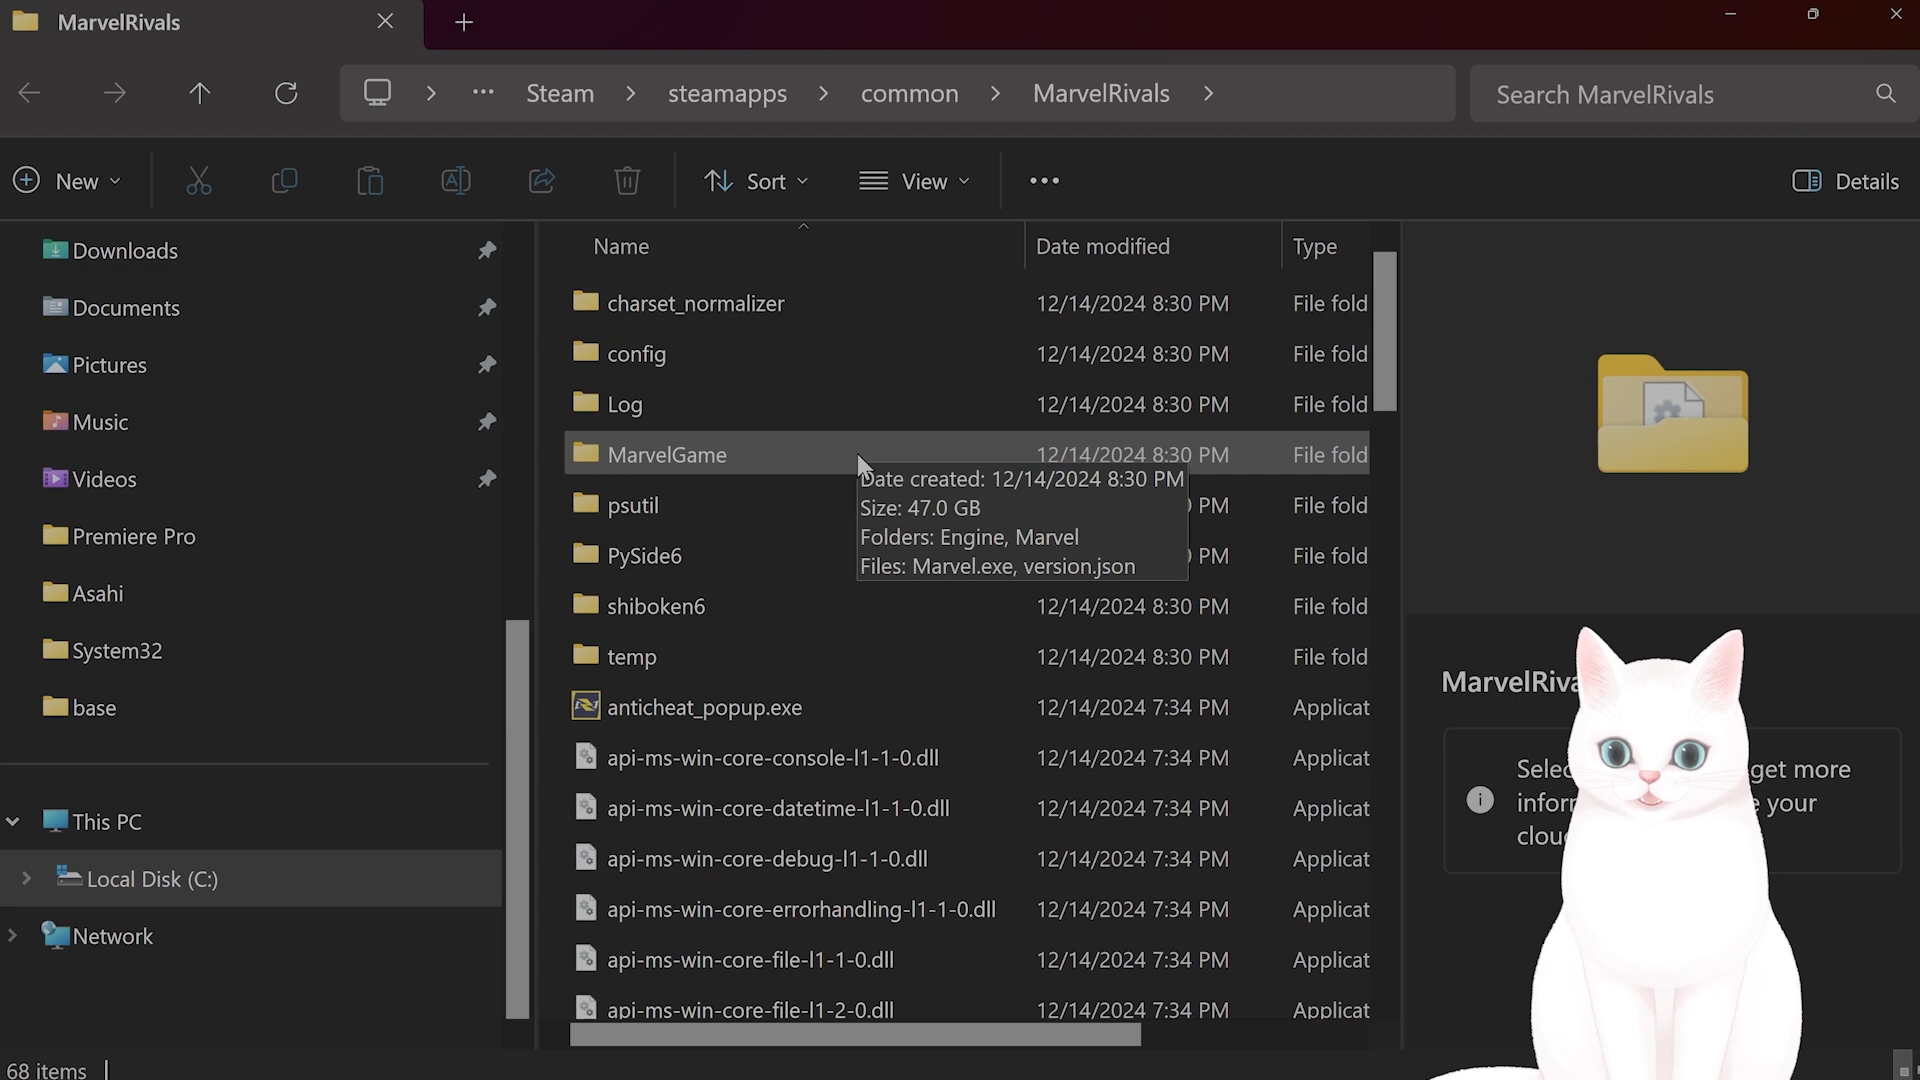 MarvelRivals
Steam
steamapps
common
MarvelRivals
Search MarvelRivals
New
Sort
View
Details
Downloads
Documents
Pictures
Music
Videos
Premiere Pro
Asahi
System32
base
This PC
Local Disk (C:)
Network
Name Date modified Type
charset_normalizer 12/14/2024 8:30 PM File fold
config 12/14/2024 8:30 PM File fold
Log 12/14/2024 8:30 PM File fold
MarvelGame 12/14/2024 8:30 PM File fold
psutil PM File fold
PySide6 PM File fold
shiboken6 12/14/2024 8:30 PM File fold
temp 12/14/2024 8:30 PM File fold
anticheat_popup.exe 12/14/2024 7:34 PM Applicat
api-ms-win-core-console-l1-1-0.dll 12/14/2024 7:34 PM Applicat
api-ms-win-core-datetime-l1-1-0.dll 12/14/2024 7:34 PM Applicat
api-ms-win-core-debug-l1-1-0.dll 12/14/2024 7:34 PM Applicat
api-ms-win-core-errorhandling-l1-1-0.dll 12/14/2024 7:34 PM Applicat
api-ms-win-core-file-l1-1-0.dll 12/14/2024 7:34 PM Applicat
api-ms-win-core-file-l1-2-0.dll 12/14/2024 7:34 PM Applicat
Date created: 12/14/2024 8:30 PM
Size: 47.0 GB
Folders: Engine, Marvel
Files: Marvel.exe, version.json
MarvelRiva
Selec get more
infor your
clou
68 items